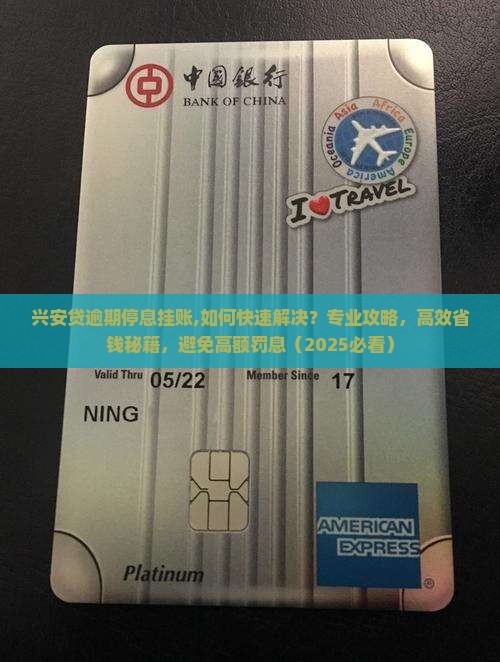 中國銀行
BANK OF CHINA
Asia Africa Europe America Oceania
I TRAVEL
兴安贷逾期停息挂账,如何快速解决？专业攻略，高效省
钱秘籍，避免高额罚息（2025必看）
Valid Thru 05/22 Member Since 17
NING
AMERICAN
EXPRESS
®
Platinum